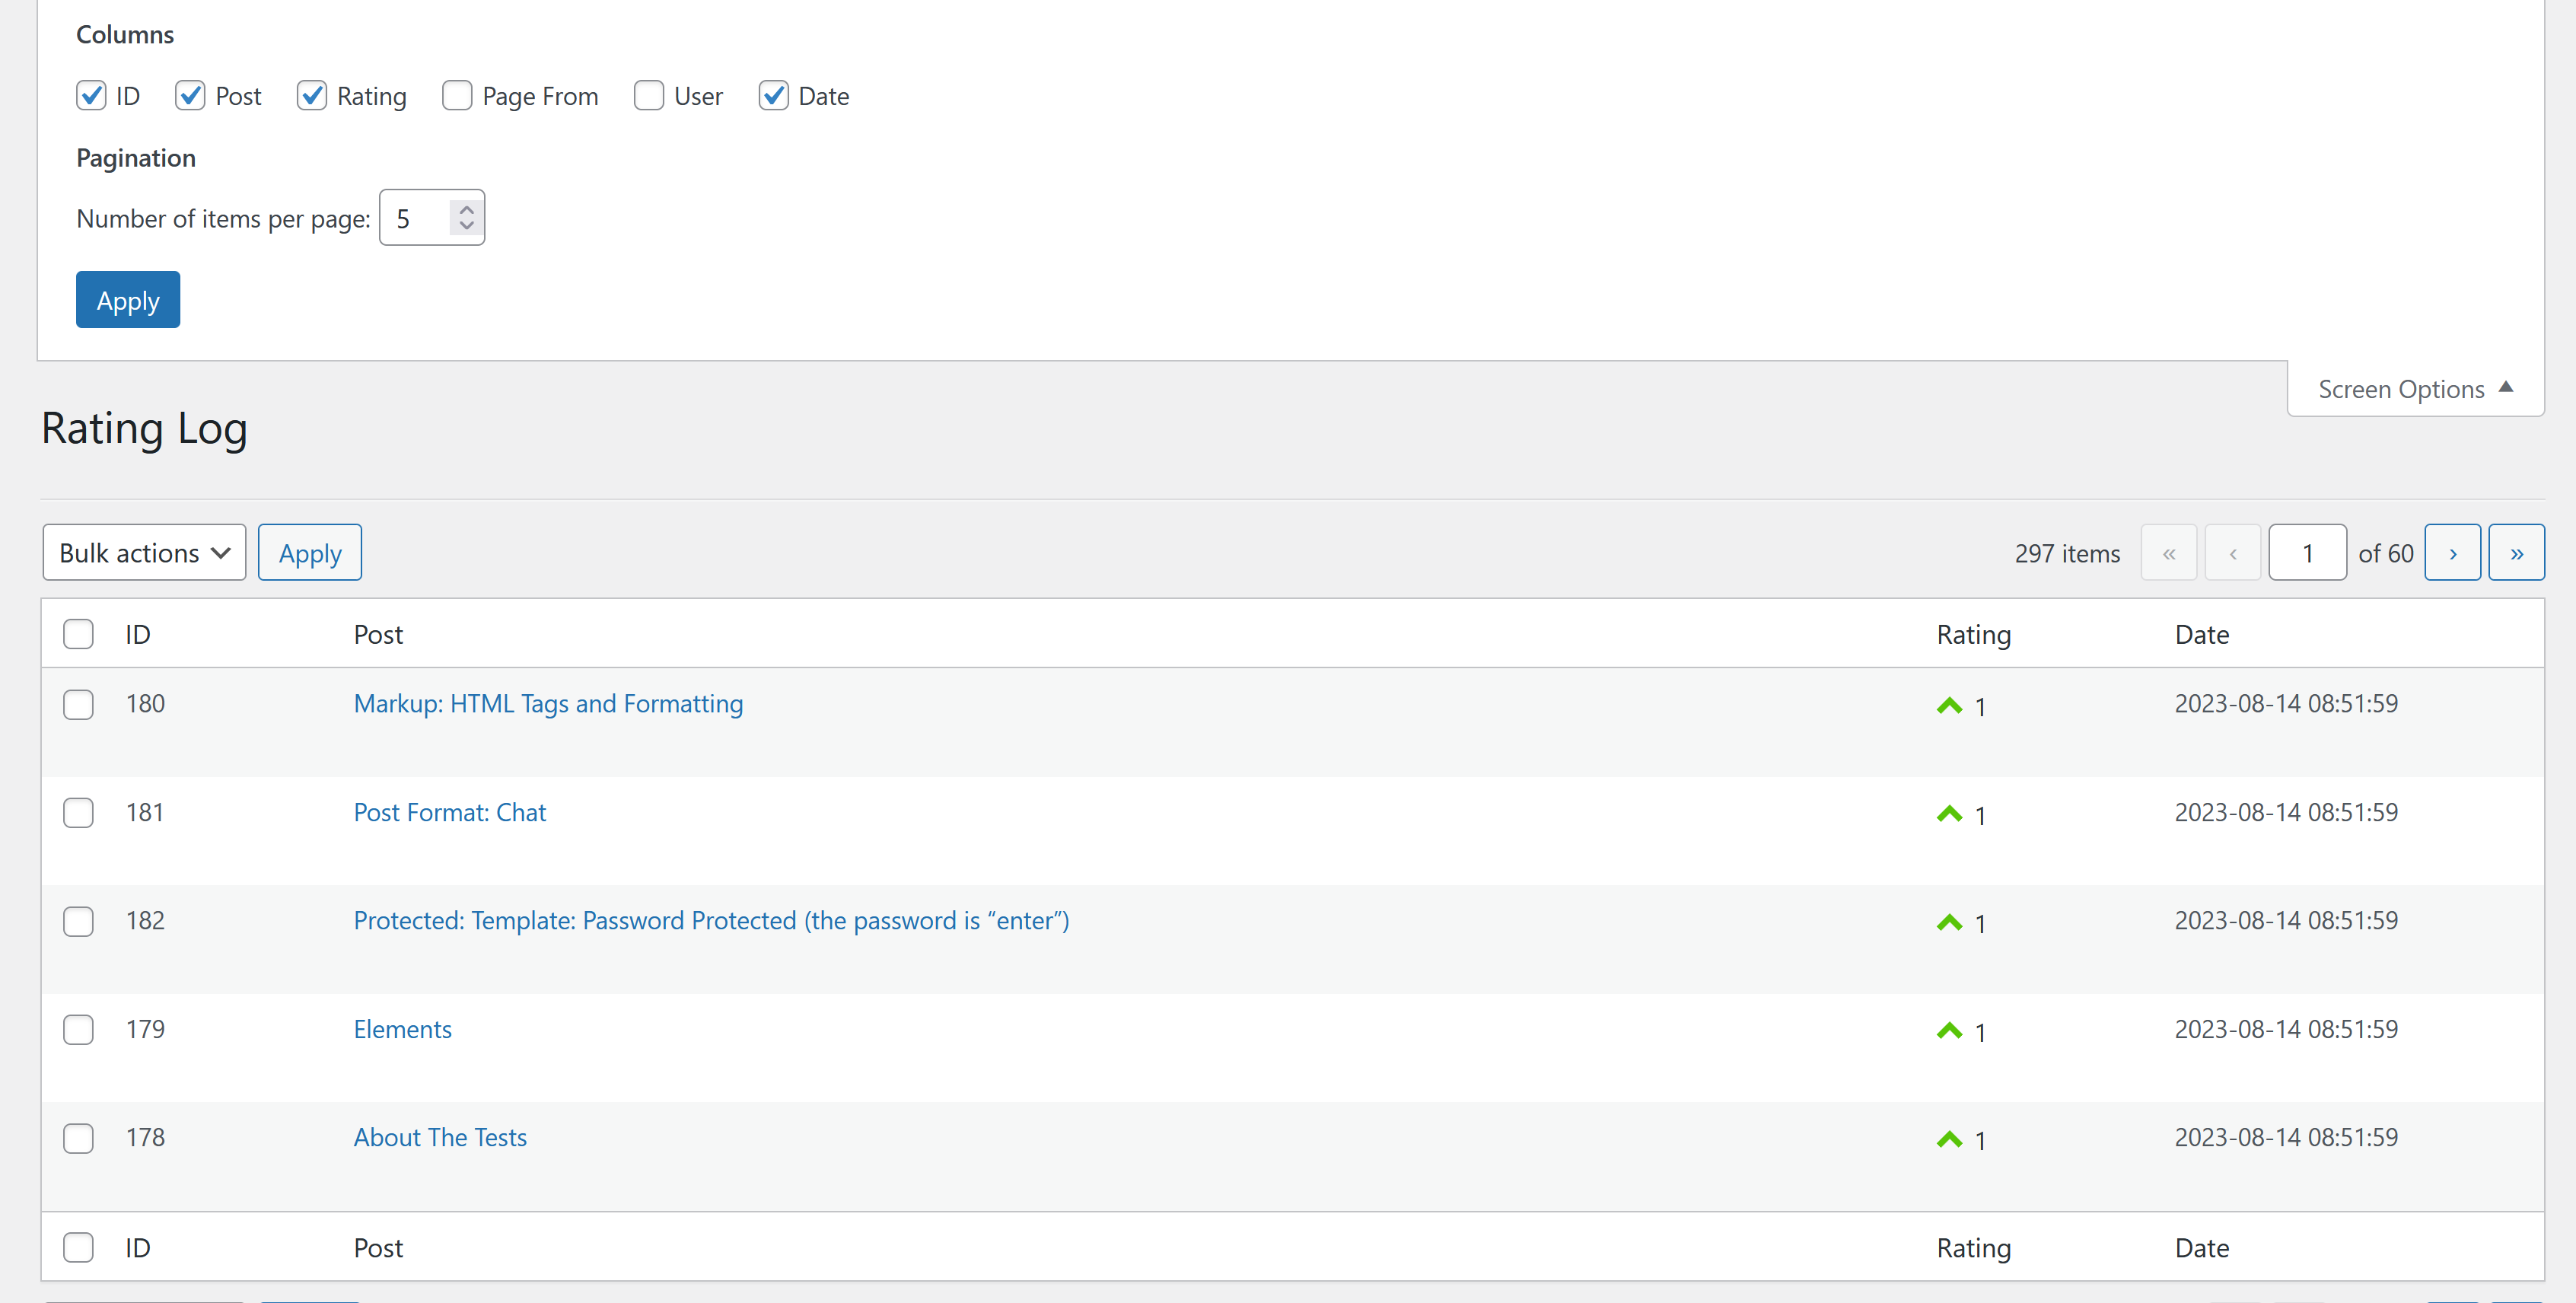 Columns
ID Post Rating Page From User Date
Pagination
Number of items per page: 5
Apply
Screen Options
Rating Log
Bulk actions Apply 297 items « ‹ 1 of 60 › »
ID Post Rating Date
180 Markup: HTML Tags and Formatting 1 2023-08-14 08:51:59
181 Post Format: Chat 1 2023-08-14 08:51:59
182 Protected: Template: Password Protected (the password is “enter”) 1 2023-08-14 08:51:59
179 Elements 1 2023-08-14 08:51:59
178 About The Tests 1 2023-08-14 08:51:59
ID Post Rating Date